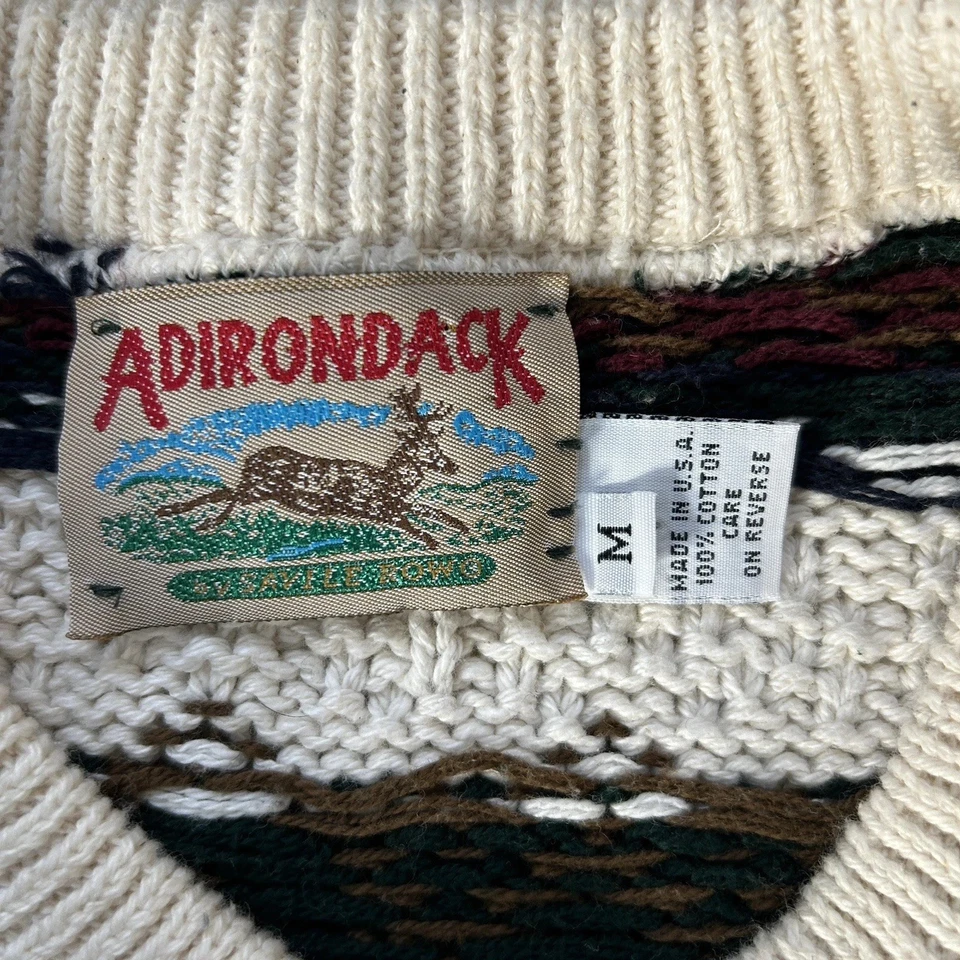 ADIRONDACK
by SAVILE ROW®
M
MADE IN U.S.A.
100% COTTON
CARE
ON REVERSE